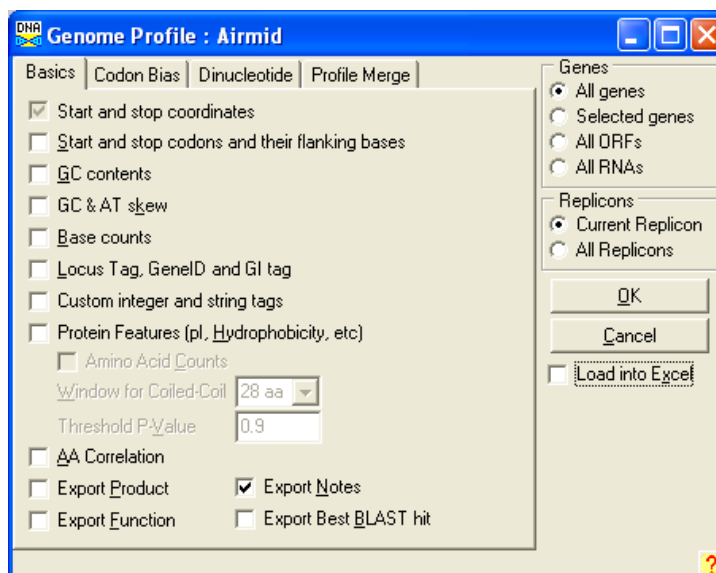 DNA
Genome Profile : Airmid
Basics Codon Bias Dinucleotide Profile Merge
Start and stop coordinates
Start and stop codons and their flanking bases
GC contents
GC & AT skew
Base counts
Locus Tag, GeneID and GI tag
Custom integer and string tags
Protein Features (pI, Hydrophobicity, etc)
Amino Acid Counts
Window for Coiled-Coil 28 aa
Threshold P-Value 0.9
AA Correlation
Export Product Export Notes
Export Function Export Best BLAST hit
Genes
All genes
Selected genes
All ORFs
All RNAs
Replicons
Current Replicon
All Replicons
OK
Cancel
Load into Excel
?